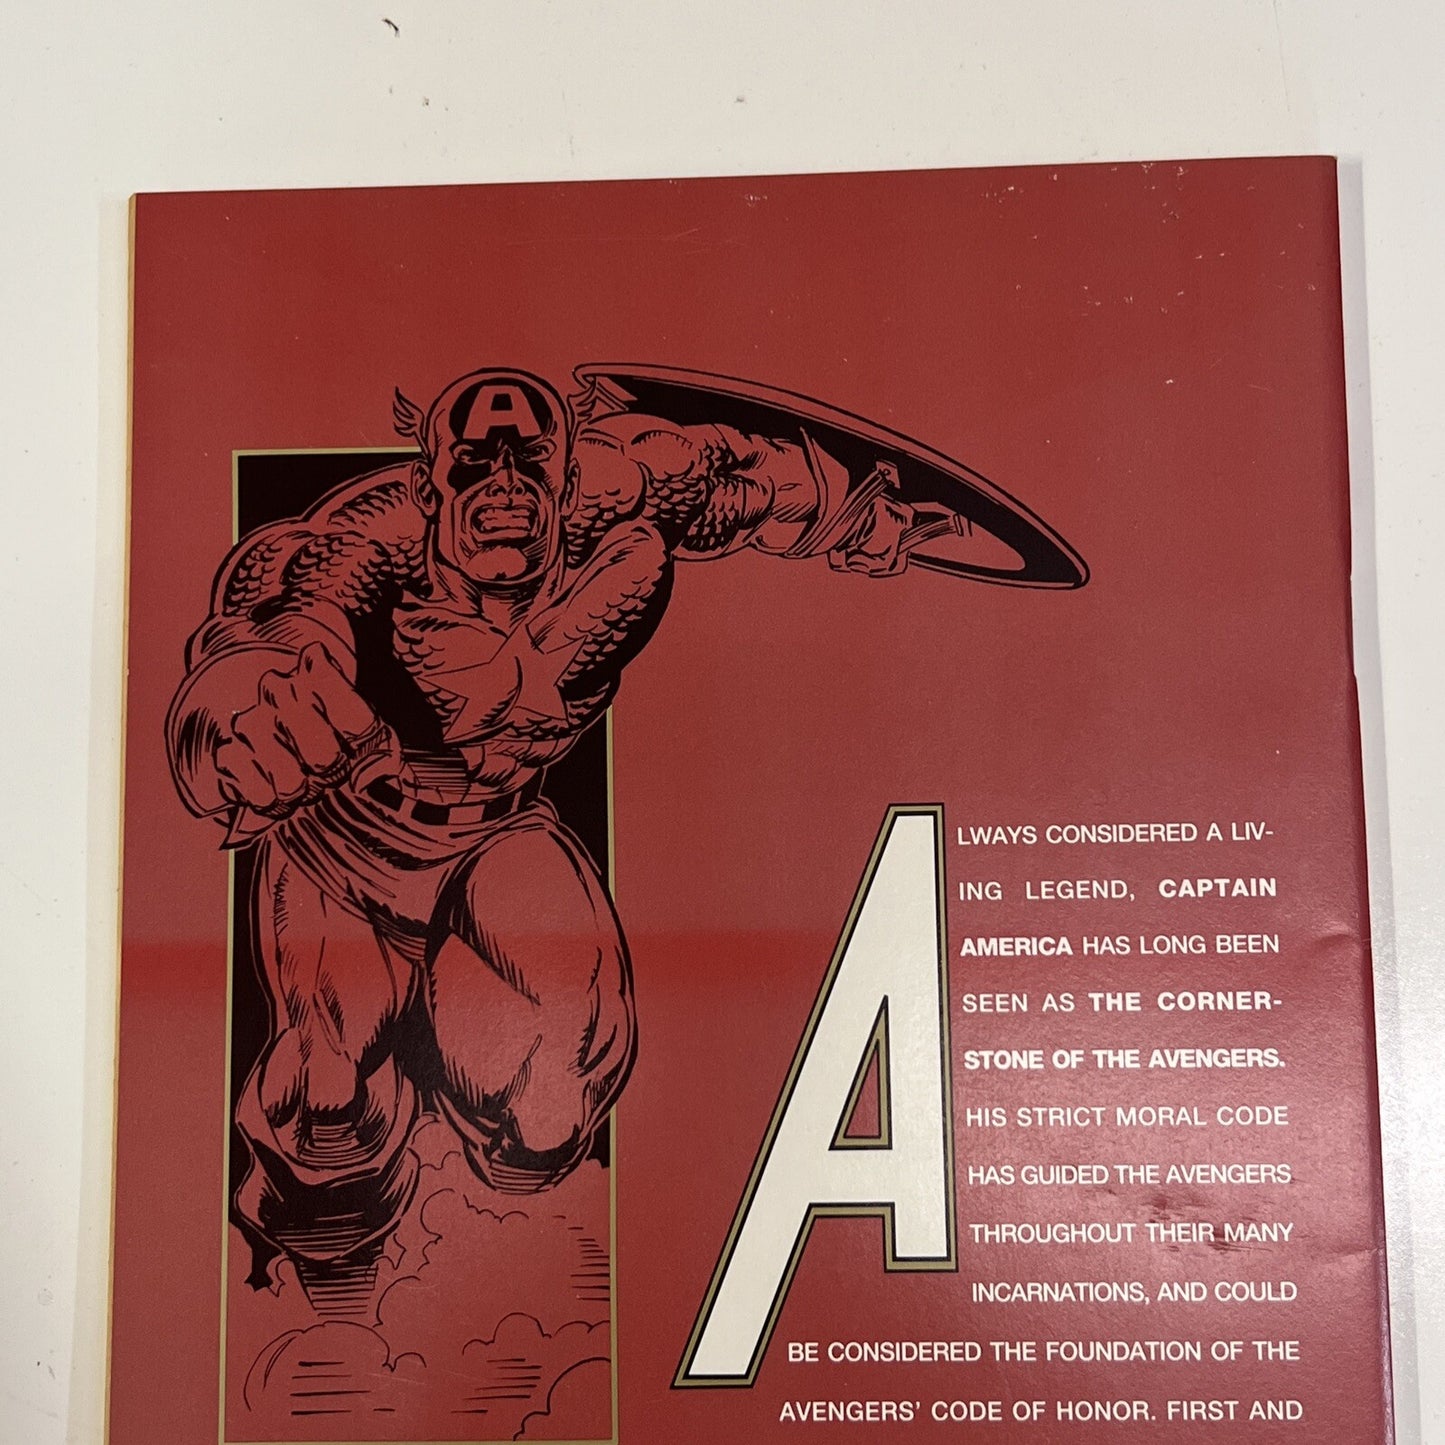 A
ALWAYS CONSIDERED A LIV-
ING LEGEND, CAPTAIN
AMERICA HAS LONG BEEN
SEEN AS THE CORNER-
STONE OF THE AVENGERS.
HIS STRICT MORAL CODE
HAS GUIDED THE AVENGERS
THROUGHOUT THEIR MANY
INCARNATIONS, AND COULD
BE CONSIDERED THE FOUNDATION OF THE
AVENGERS' CODE OF HONOR. FIRST AND